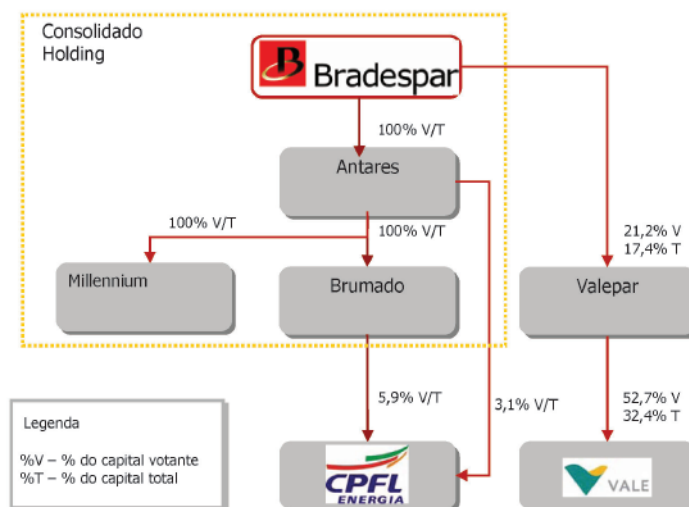 Consolidado
Holding
B
Bradespar
100% V/T
Antares
100% V/T
100% V/T
21,2% V
17,4% T
Millennium
Brumado
Valepar
5,9% V/T
3,1% V/T
52,7% V
32,4% T
Legenda
%V – % do capital votante
%T – % do capital total
CPFL
ENERGIA
VALE